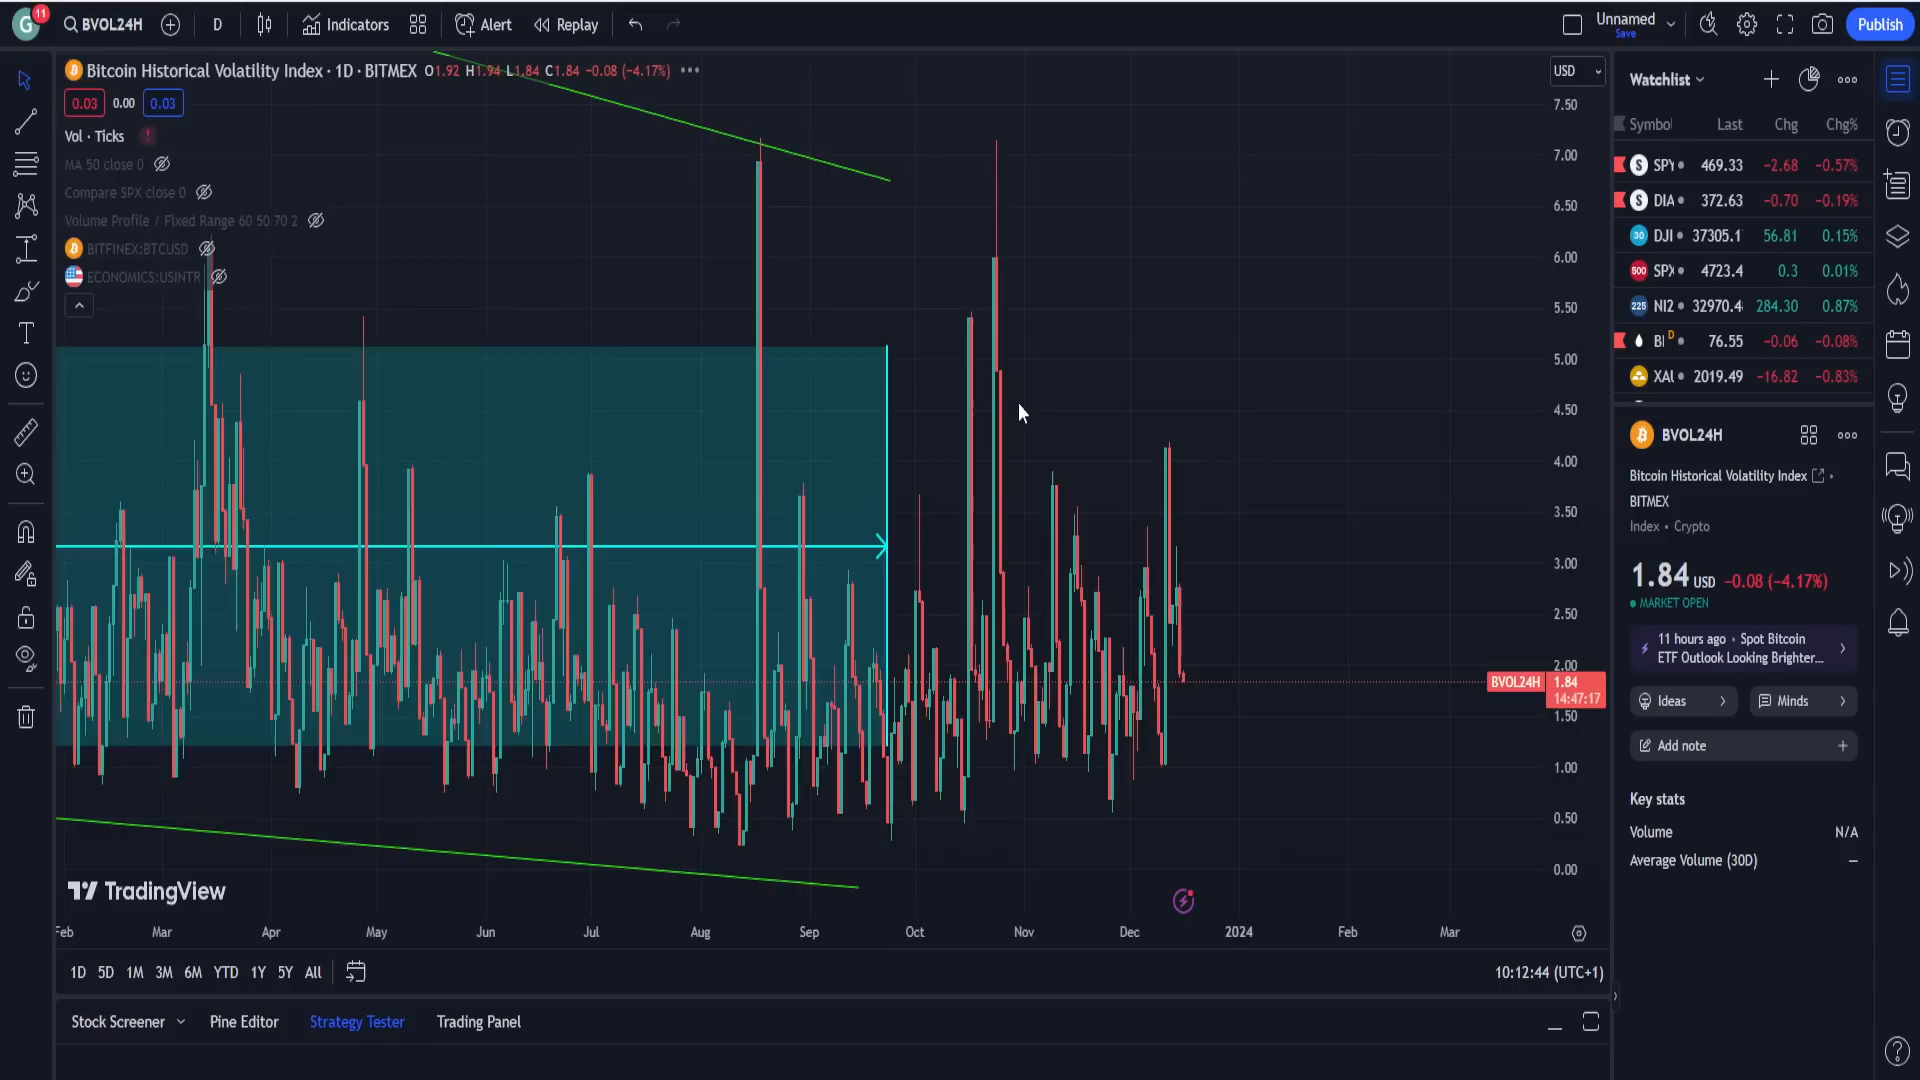 G
11
BVOL24H
D
Indicators
Alert
Replay
Unnamed
Save
Publish
Bitcoin Historical Volatility Index · 1D · BITMEX O1.92 H1.94 L1.84 C1.84 −0.08 (−4.17%)
0.03 0.00 0.03
Vol · Ticks
MA 50 close 0
Compare SPX close 0
Volume Profile / Fixed Range 60 50 70 2
BITFINEX:BTCUSD
ECONOMICS:USINTR
USD
7.50
7.00
6.50
6.00
5.50
5.00
4.50
4.00
3.50
3.00
2.50
2.00
BVOL24H 1.84
14:47:17
1.50
1.00
0.50
0.00
TradingView
Feb Mar Apr May Jun Jul Aug Sep Oct Nov Dec 2024 Feb Mar
1D 5D 1M 3M 6M YTD 1Y 5Y All
10:12:44 (UTC+1)
Stock Screener Pine Editor Strategy Tester Trading Panel
Watchlist
Symbol Last Chg Chg%
S SPY 469.33 −2.68 −0.57%
S DIA 372.63 −0.70 −0.19%
30 DJI 37305.1 56.81 0.15%
500 SPX 4723.4 0.3 0.01%
225 NI2 32970.4 284.30 0.87%
D 76.55 −0.06 −0.08%
XAU 2019.49 −16.82 −0.83%
BVOL24H
Bitcoin Historical Volatility Index
BITMEX
Index • Crypto
1.84 USD −0.08 (−4.17%)
MARKET OPEN
11 hours ago • Spot Bitcoin
ETF Outlook Looking Brighter...
Ideas
Minds
Add note
Key stats
Volume N/A
Average Volume (30D) —